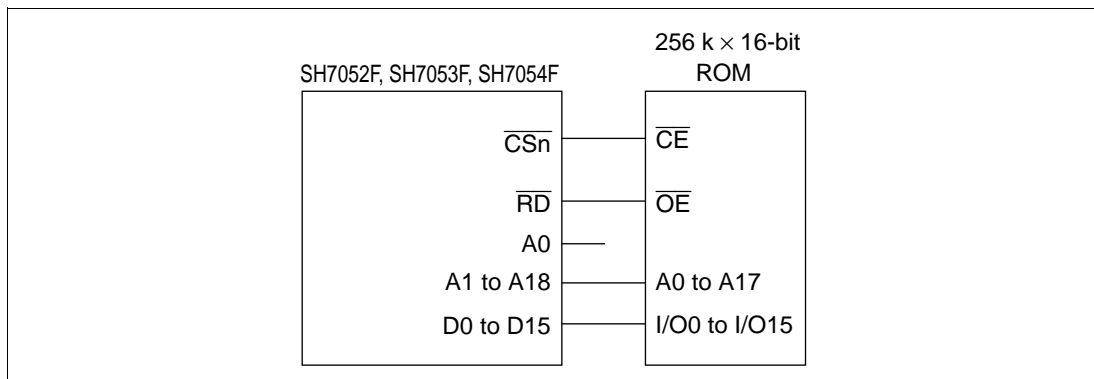 256 k × 16-bit
ROM
SH7052F, SH7053F, SH7054F
CSn
CE
RD
OE
A0
A1 to A18
A0 to A17
D0 to D15
I/O0 to I/O15